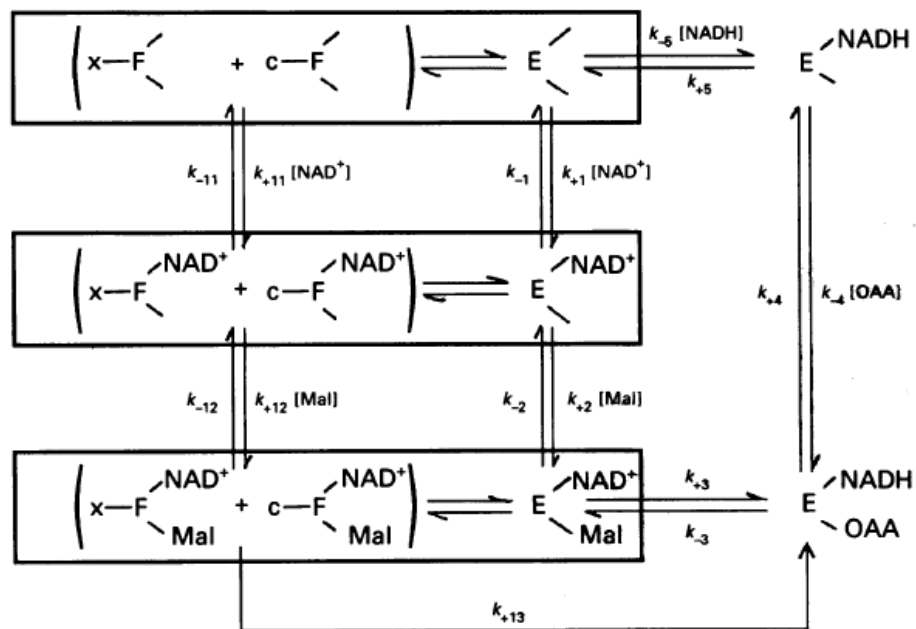 x—F + c—F E k₋₅ [NADH] k₊₅ E NADH
k₋₁₁ k₊₁₁ [NAD⁺] k₋₁ k₊₁ [NAD⁺]
x—F NAD⁺ + c—F NAD⁺ E NAD⁺
k₊₄ k₋₄ [OAA]
k₋₁₂ k₊₁₂ [Mal] k₋₂ k₊₂ [Mal]
x—F NAD⁺ Mal + c—F NAD⁺ Mal E NAD⁺ Mal k₊₃ k₋₃ E NADH OAA
k₊₁₃